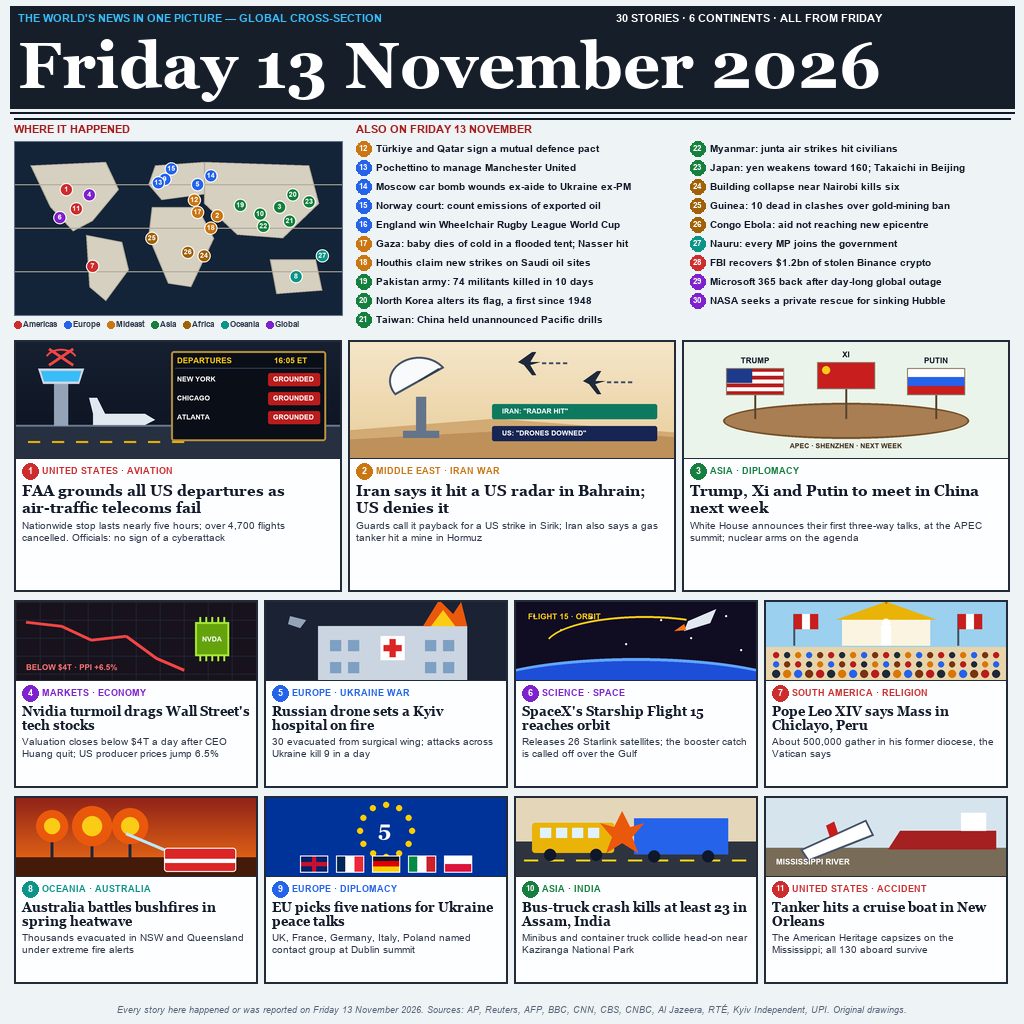 THE WORLD'S NEWS IN ONE PICTURE — GLOBAL CROSS-SECTION
30 STORIES · 6 CONTINENTS · ALL FROM FRIDAY
Friday 13 November 2026
WHERE IT HAPPENED
15
13
14
5
1
4
11
6
12
17
2
18
19
20
3
10
23
21
22
25
26
24
7
27
8
Americas
Europe
Mideast
Asia
Africa
Oceania
Global
ALSO ON FRIDAY 13 NOVEMBER
12 Türkiye and Qatar sign a mutual defence pact
13 Pochettino to manage Manchester United
14 Moscow car bomb wounds ex-aide to Ukraine ex-PM
15 Norway court: count emissions of exported oil
16 England win Wheelchair Rugby League World Cup
17 Gaza: baby dies of cold in a flooded tent; Nasser hit
18 Houthis claim new strikes on Saudi oil sites
19 Pakistan army: 74 militants killed in 10 days
20 North Korea alters its flag, a first since 1948
21 Taiwan: China held unannounced Pacific drills
22 Myanmar: junta air strikes hit civilians
23 Japan: yen weakens toward 160; Takaichi in Beijing
24 Building collapse near Nairobi kills six
25 Guinea: 10 dead in clashes over gold-mining ban
26 Congo Ebola: aid not reaching new epicentre
27 Nauru: every MP joins the government
28 FBI recovers $1.2bn of stolen Binance crypto
29 Microsoft 365 back after day-long global outage
30 NASA seeks a private rescue for sinking Hubble
DEPARTURES 16:05 ET
NEW YORK GROUNDED
CHICAGO GROUNDED
ATLANTA GROUNDED
1 UNITED STATES · AVIATION
FAA grounds all US departures as
air-traffic telecoms fail
Nationwide stop lasts nearly five hours; over 4,700 flights
cancelled. Officials: no sign of a cyberattack
IRAN: "RADAR HIT"
US: "DRONES DOWNED"
2 MIDDLE EAST · IRAN WAR
Iran says it hit a US radar in Bahrain;
US denies it
Guards call it payback for a US strike in Sirik; Iran also says a gas
tanker hit a mine in Hormuz
TRUMP
XI
PUTIN
APEC · SHENZHEN · NEXT WEEK
3 ASIA · DIPLOMACY
Trump, Xi and Putin to meet in China
next week
White House announces their first three-way talks, at the APEC
summit; nuclear arms on the agenda
NVDA
BELOW $4T · PPI +6.5%
4 MARKETS · ECONOMY
Nvidia turmoil drags Wall Street's
tech stocks
Valuation closes below $4T a day after CEO
Huang quit; US producer prices jump 6.5%
5 EUROPE · UKRAINE WAR
Russian drone sets a Kyiv
hospital on fire
30 evacuated from surgical wing; attacks across
Ukraine kill 9 in a day
FLIGHT 15 · ORBIT
6 SCIENCE · SPACE
SpaceX's Starship Flight 15
reaches orbit
Releases 26 Starlink satellites; the booster catch
is called off over the Gulf
7 SOUTH AMERICA · RELIGION
Pope Leo XIV says Mass in
Chiclayo, Peru
About 500,000 gather in his former diocese, the
Vatican says
8 OCEANIA · AUSTRALIA
Australia battles bushfires in
spring heatwave
Thousands evacuated in NSW and Queensland
under extreme fire alerts
5
9 EUROPE · DIPLOMACY
EU picks five nations for Ukraine
peace talks
UK, France, Germany, Italy, Poland named
contact group at Dublin summit
10 ASIA · INDIA
Bus-truck crash kills at least 23 in
Assam, India
Minibus and container truck collide head-on near
Kaziranga National Park
MISSISSIPPI RIVER
11 UNITED STATES · ACCIDENT
Tanker hits a cruise boat in New
Orleans
The American Heritage capsizes on the
Mississippi; all 130 aboard survive
Every story here happened or was reported on Friday 13 November 2026. Sources: AP, Reuters, AFP, BBC, CNN, CBS, CNBC, Al Jazeera, RTÉ, Kyiv Independent, UPI. Original drawings.